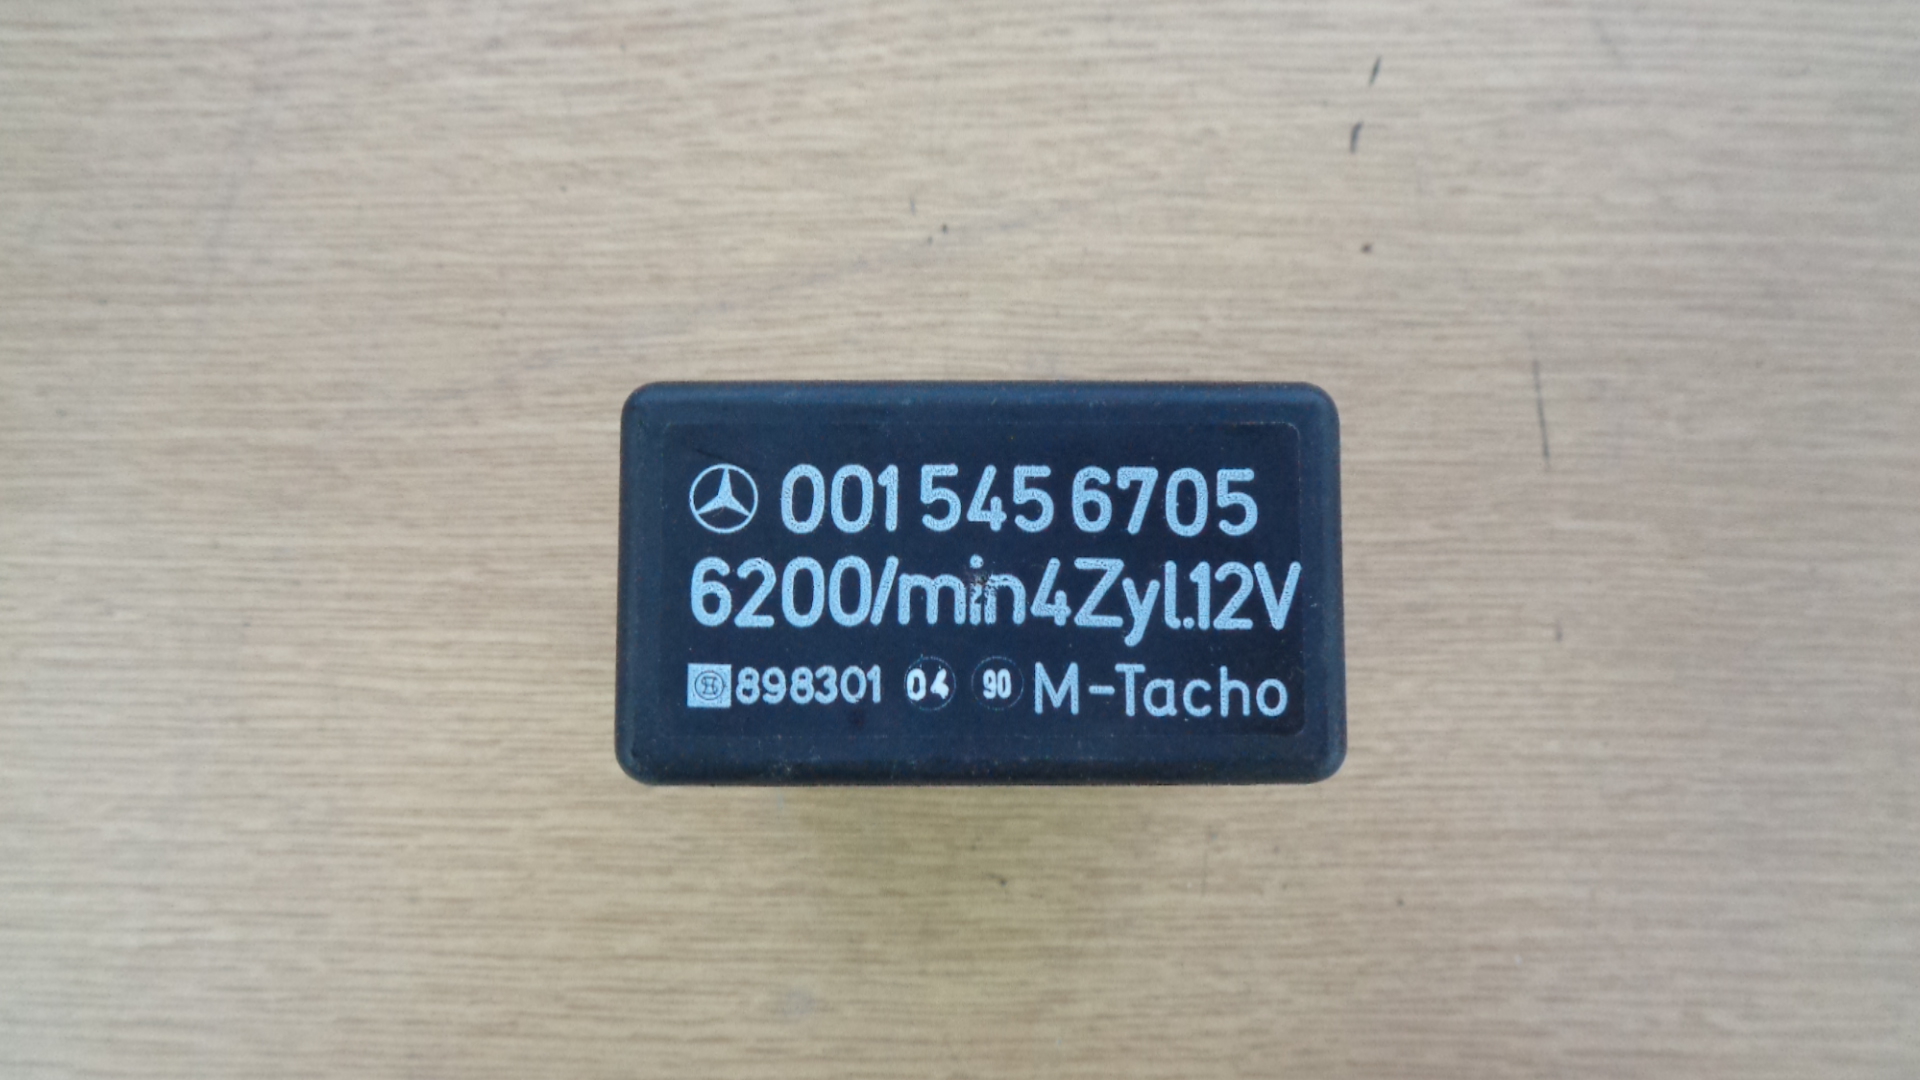 001 545 6705
6200/min4Zyl.12V
898301 04 90 M-Tacho